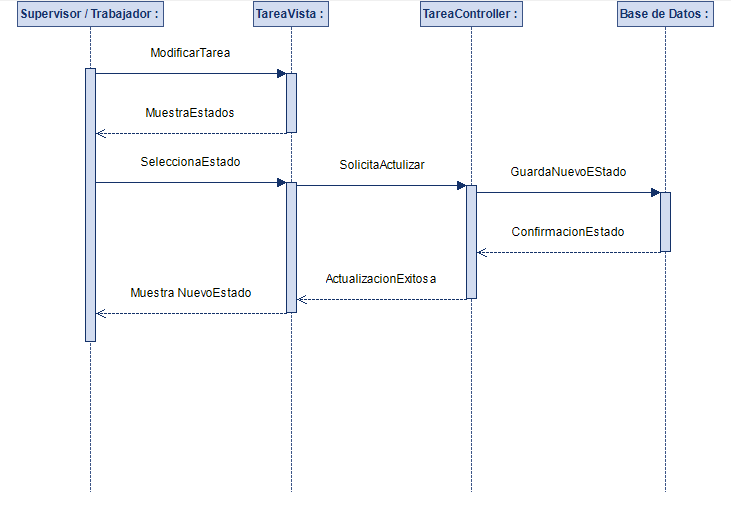 Supervisor / Trabajador :
TareaVista :
TareaController :
Base de Datos :
ModificarTarea
MuestraEstados
SeleccionaEstado
SolicitaActulizar
GuardaNuevoEStado
ConfirmacionEstado
ActualizacionExitosa
Muestra NuevoEstado